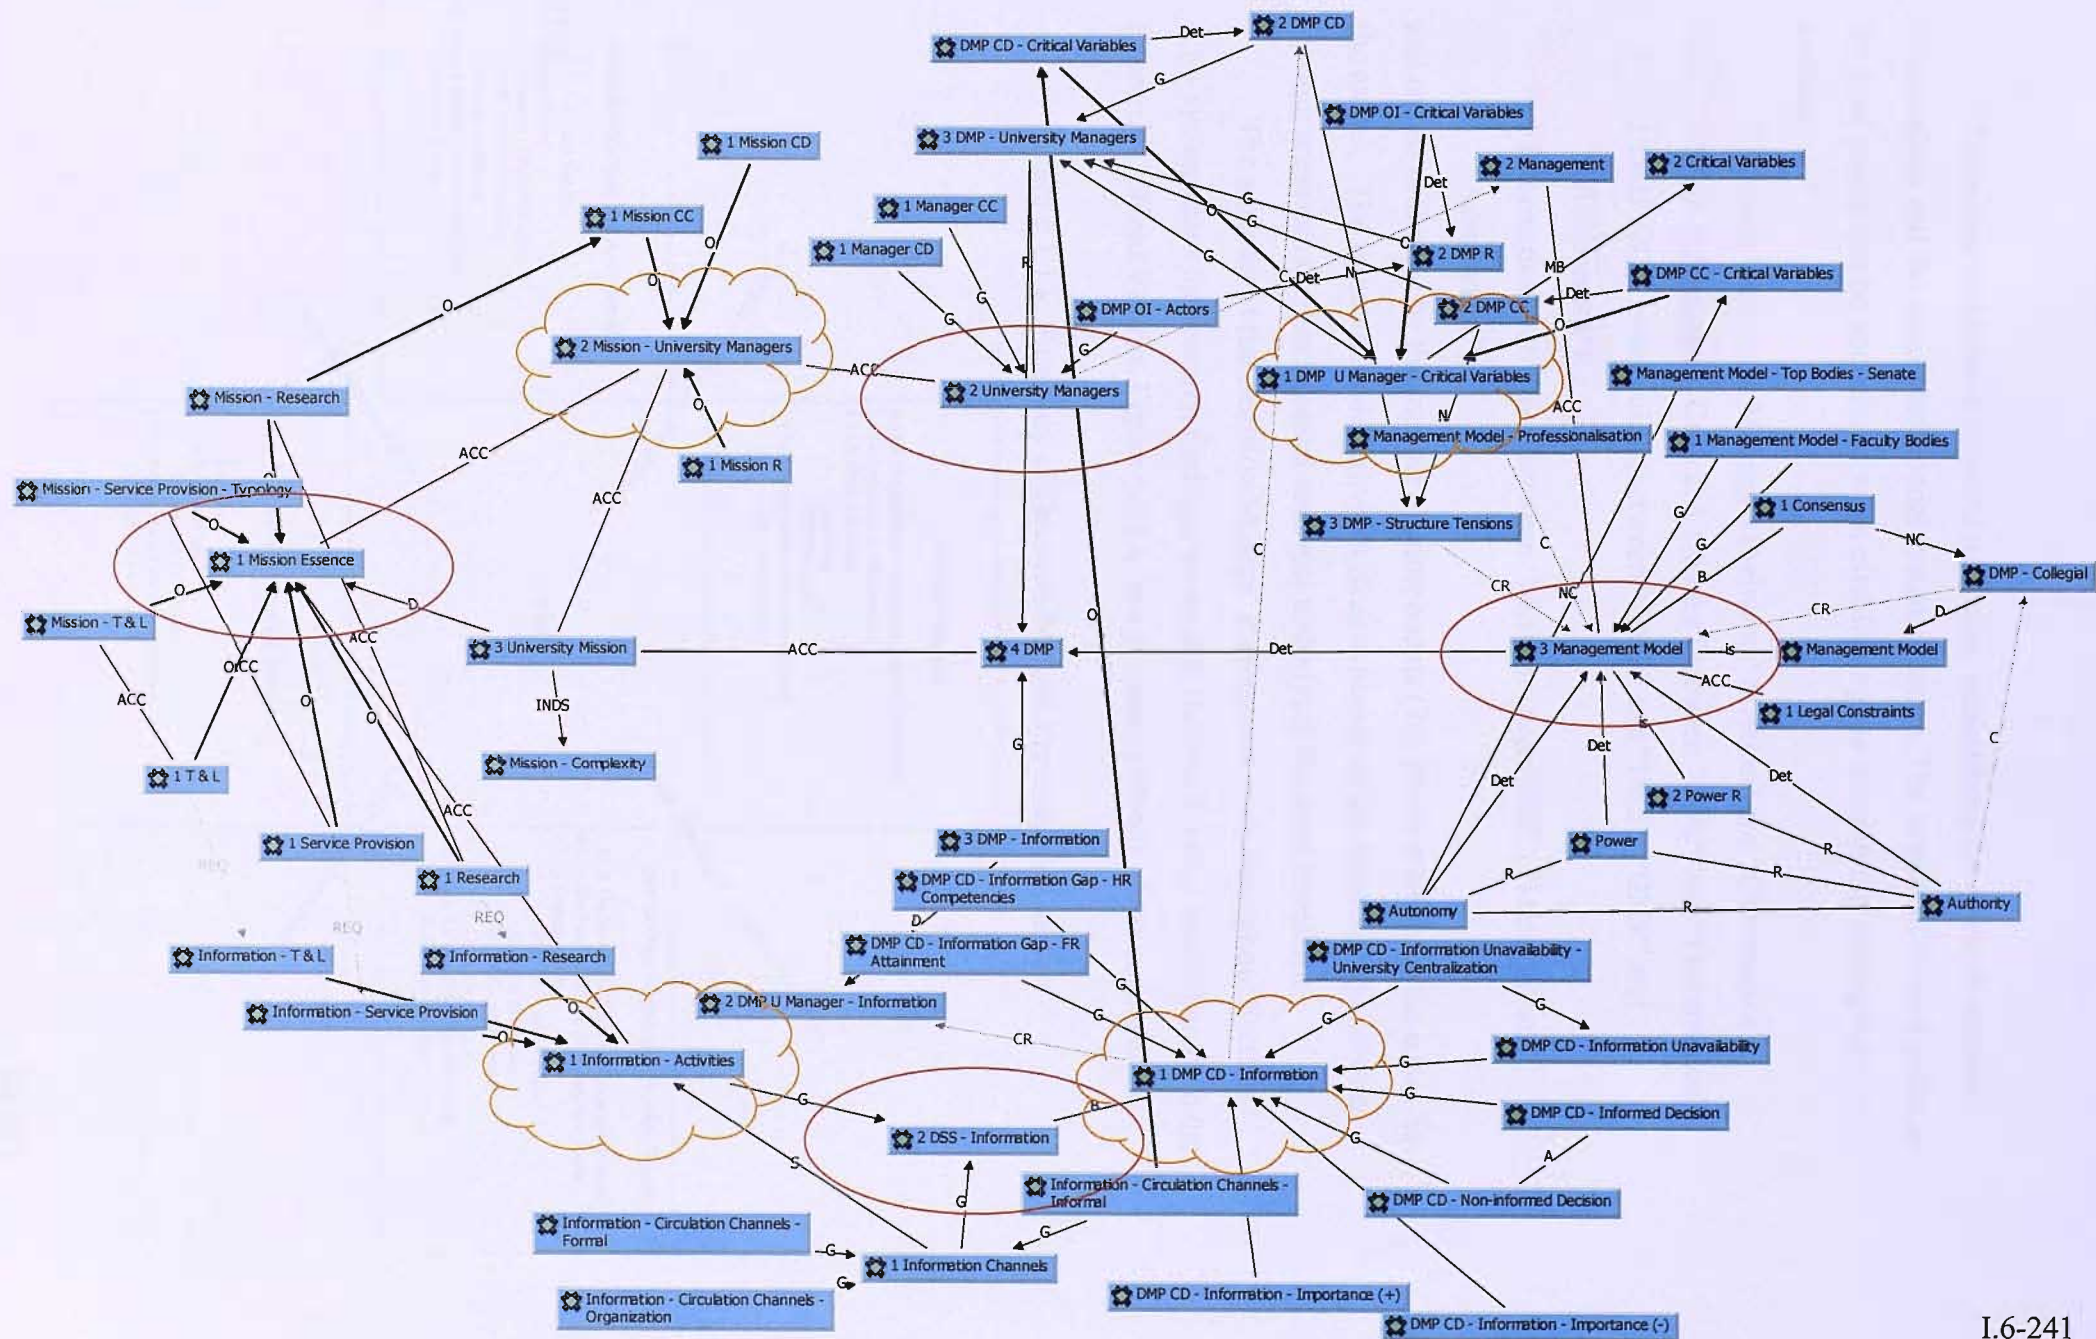 DMP CD - Critical Variables
Det
2 DMP CD
G
3 DMP - University Managers
DMP OI - Critical Variables
1 Mission CD
2 Management
2 Critical Variables
Det
1 Manager CC
1 Mission CC
O
G
O
G
1 Manager CD
O
O
R
G
O
2 DMP R
C
Det
N
MB
DMP CC - Critical Variables
Det
O
G
G
DMP OI - Actors
2 DMP CC
O
G
2 Mission - University Managers
ACC
2 University Managers
1 DMP U Manager - Critical Variables
Management Model - Top Bodies - Senate
Mission - Research
O
N
ACC
Management Model - Professionalisation
1 Management Model - Faculty Bodies
ACC
1 Mission R
O
Mission - Service Provision - Typology
O
ACC
G
1 Consensus
3 DMP - Structure Tensions
C
G
NC
C
1 Mission Essence
B
DMP - Collegial
O
CR
NC
D
CR
D
Mission - T & L
ACC
O
3 University Mission
ACC
4 DMP
Det
3 Management Model
is
Management Model
ACC
ACC
O
INDS
1 Legal Constraints
O
is
G
Det
C
Mission - Complexity
1 T & L
Det
Det
2 Power R
ACC
3 DMP - Information
1 Service Provision
Power
R
REQ
1 Research
DMP CD - Information Gap - HR
Competencies
R
R
Autonomy
R
Authority
REQ
REQ
D
Information - T & L
Information - Research
DMP CD - Information Gap - FR
Attainment
DMP CD - Information Unavailability -
University Centralization
G
2 DMP U Manager - Information
Information - Service Provision
O
G
G
G
O
CR
DMP CD - Information Unavailability
1 Information - Activities
G
1 DMP CD - Information
G
G
B
DMP CD - Informed Decision
2 DSS - Information
G
A
S
G
Information - Circulation Channels -
Informal
DMP CD - Non-informed Decision
Information - Circulation Channels -
Formal
G
G
1 Information Channels
G
Information - Circulation Channels -
Organization
DMP CD - Information - Importance (+)
DMP CD - Information - Importance (-)
I.6-241